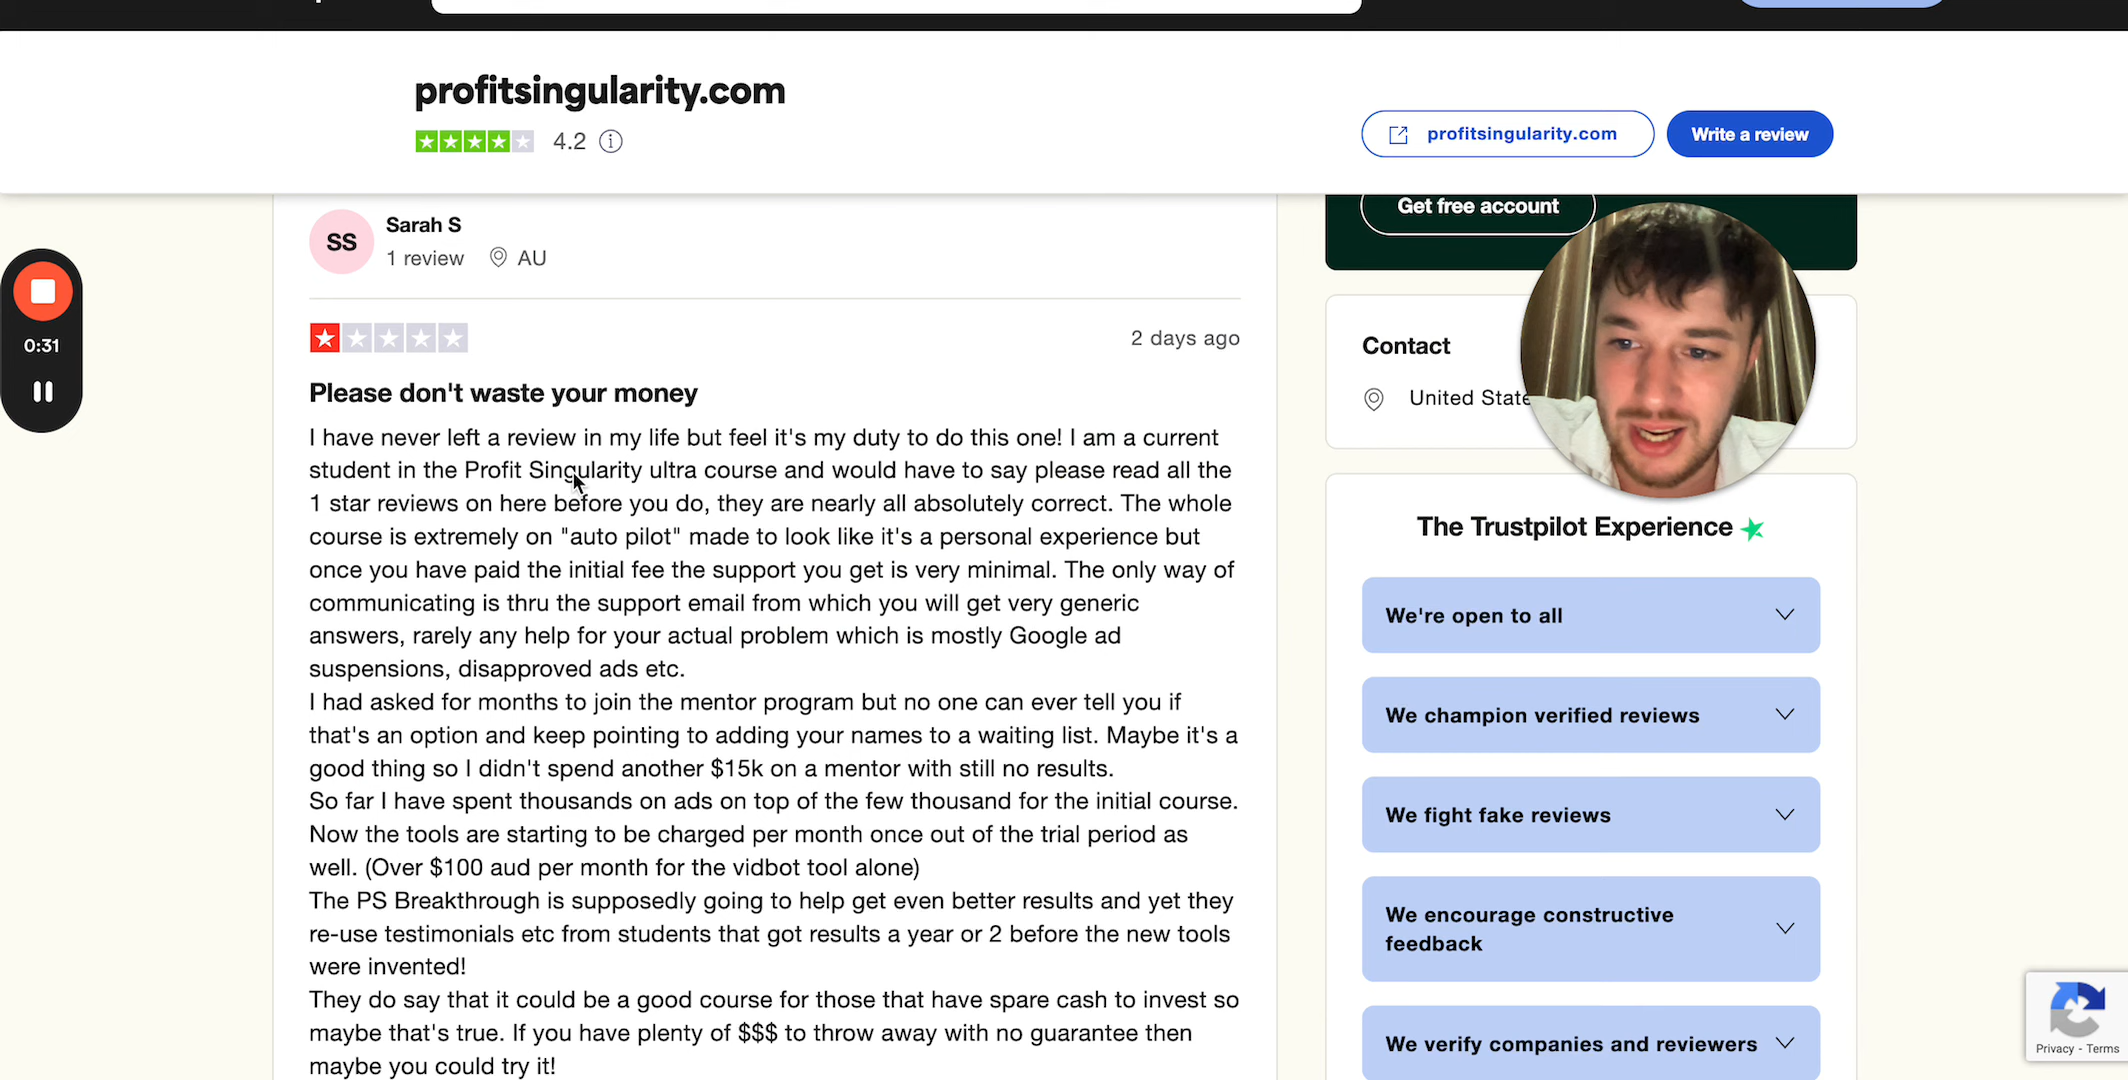 profitsingularity.com
4.2
profitsingularity.com
Write a review
SS
Sarah S
1 review AU
2 days ago
Please don't waste your money
I have never left a review in my life but feel it's my duty to do this one! I am a current
student in the Profit Singularity ultra course and would have to say please read all the
1 star reviews on here before you do, they are nearly all absolutely correct. The whole
course is extremely on "auto pilot" made to look like it's a personal experience but
once you have paid the initial fee the support you get is very minimal. The only way of
communicating is thru the support email from which you will get very generic
answers, rarely any help for your actual problem which is mostly Google ad
suspensions, disapproved ads etc.
I had asked for months to join the mentor program but no one can ever tell you if
that's an option and keep pointing to adding your names to a waiting list. Maybe it's a
good thing so I didn't spend another $15k on a mentor with still no results.
So far I have spent thousands on ads on top of the few thousand for the initial course.
Now the tools are starting to be charged per month once out of the trial period as
well. (Over $100 aud per month for the vidbot tool alone)
The PS Breakthrough is supposedly going to help get even better results and yet they
re-use testimonials etc from students that got results a year or 2 before the new tools
were invented!
They do say that it could be a good course for those that have spare cash to invest so
maybe that's true. If you have plenty of $$$ to throw away with no guarantee then
maybe you could try it!
0:31
Get free account
Contact
United State
The Trustpilot Experience
We're open to all
We champion verified reviews
We fight fake reviews
We encourage constructive
feedback
We verify companies and reviewers
Privacy - Terms